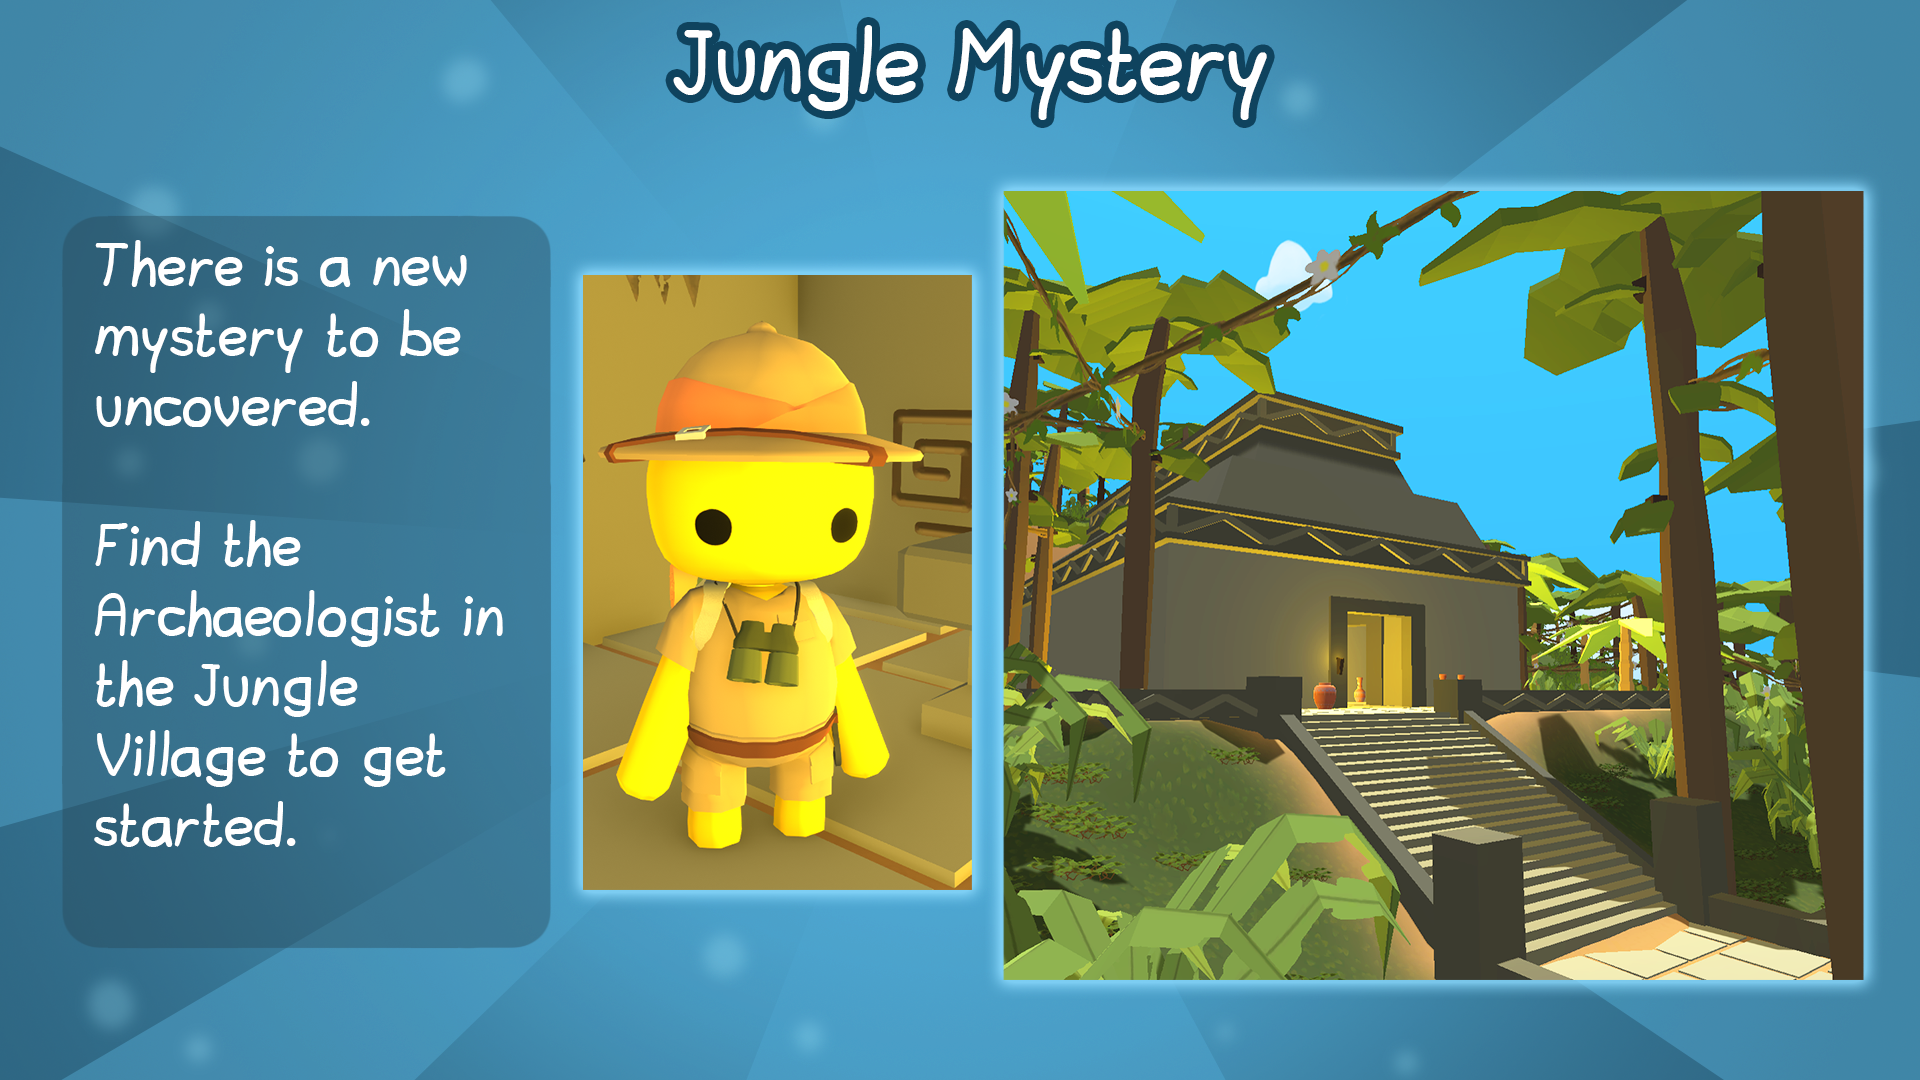 Jungle Mystery
There is a new
mystery to be
uncovered.
Find the
Archaeologist in
the Jungle
Village to get
started.